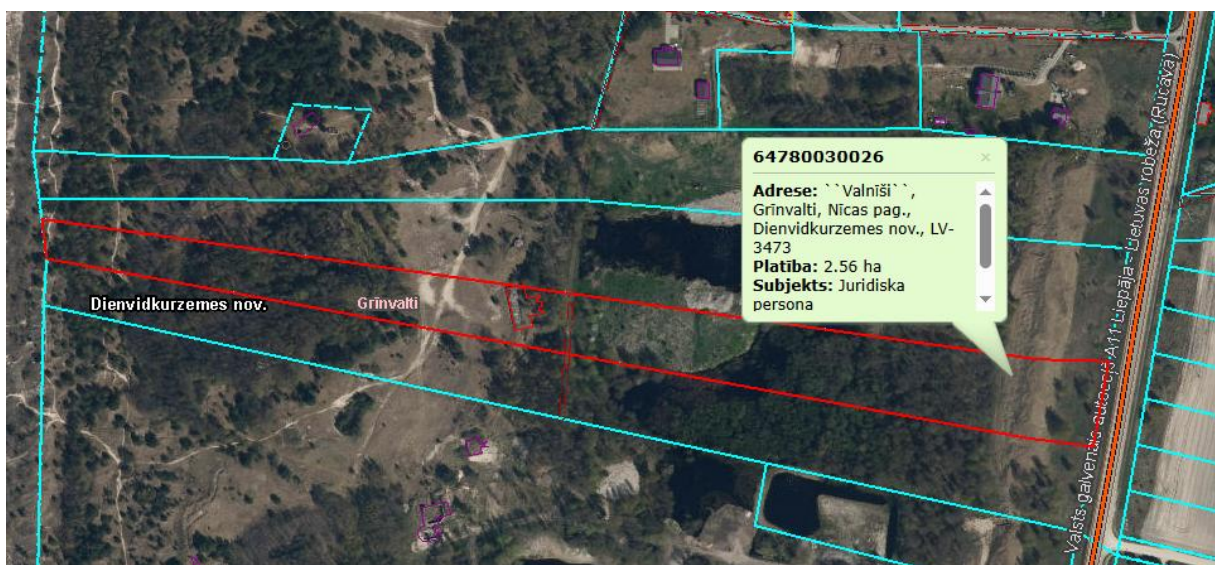 64780030026
×
Adrese: ``Valnīši``,
Grīnvalti, Nīcas pag.,
Dienvidkurzemes nov., LV-
3473
Platība: 2.56 ha
Subjekts: Juridiska
persona
Dienvidkurzemes nov.
Grīnvalti
Valsts galvenais autoceļš A11 Liepāja – Lietuvas robeža (Rucava)